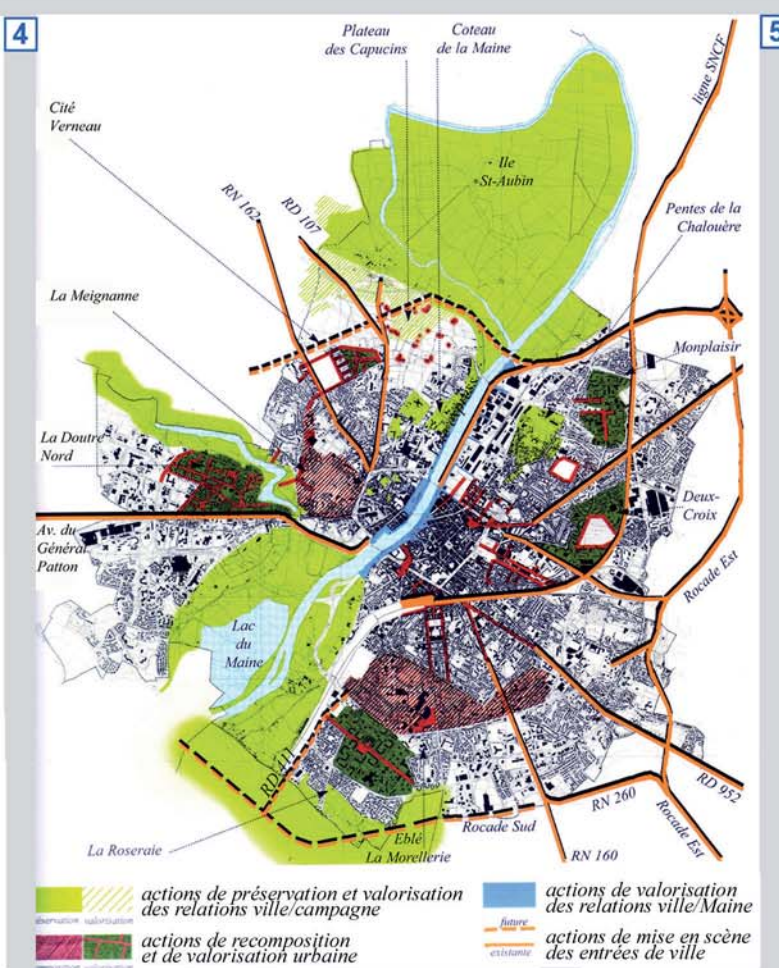 4
5
Plateau
des Capucins
Coteau
de la Maine
ligne SNCF
Cité
Verneau
Ile
St-Aubin
RN 162
RD 107
Pentes de la
Chalouère
La Meignanne
Monplaisir
La Doutre
Nord
Deux-
Croix
Av. du
Général
Patton
Rocade Est
Lac
du
Maine
RD 411
RD 952
RN 260
Rocade Sud
Rocade Est
Eblé
La Roseraie
La Morellerie
RN 160
actions de préservation et valorisation
des relations ville/campagne
préservation valorisation
actions de recomposition
et de valorisation urbaine
actions de valorisation
des relations ville/Maine
future
actions de mise en scène
des entrées de ville
existante